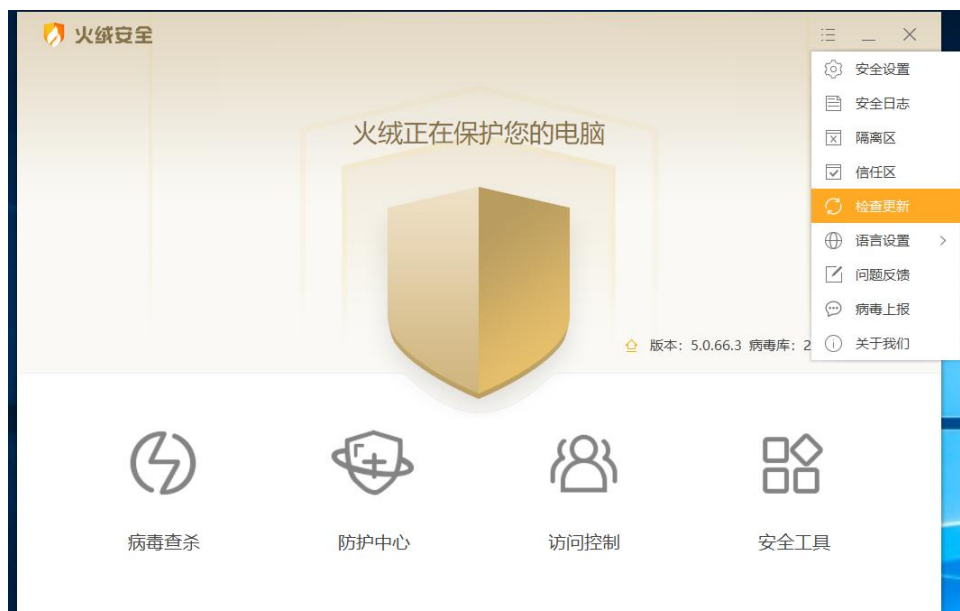 火绒安全
安全设置
安全日志
火绒正在保护您的电脑
隔离区
信任区
检查更新
语言设置
问题反馈
病毒上报
版本：5.0.66.3 病毒库：2
关于我们
病毒查杀
防护中心
访问控制
安全工具